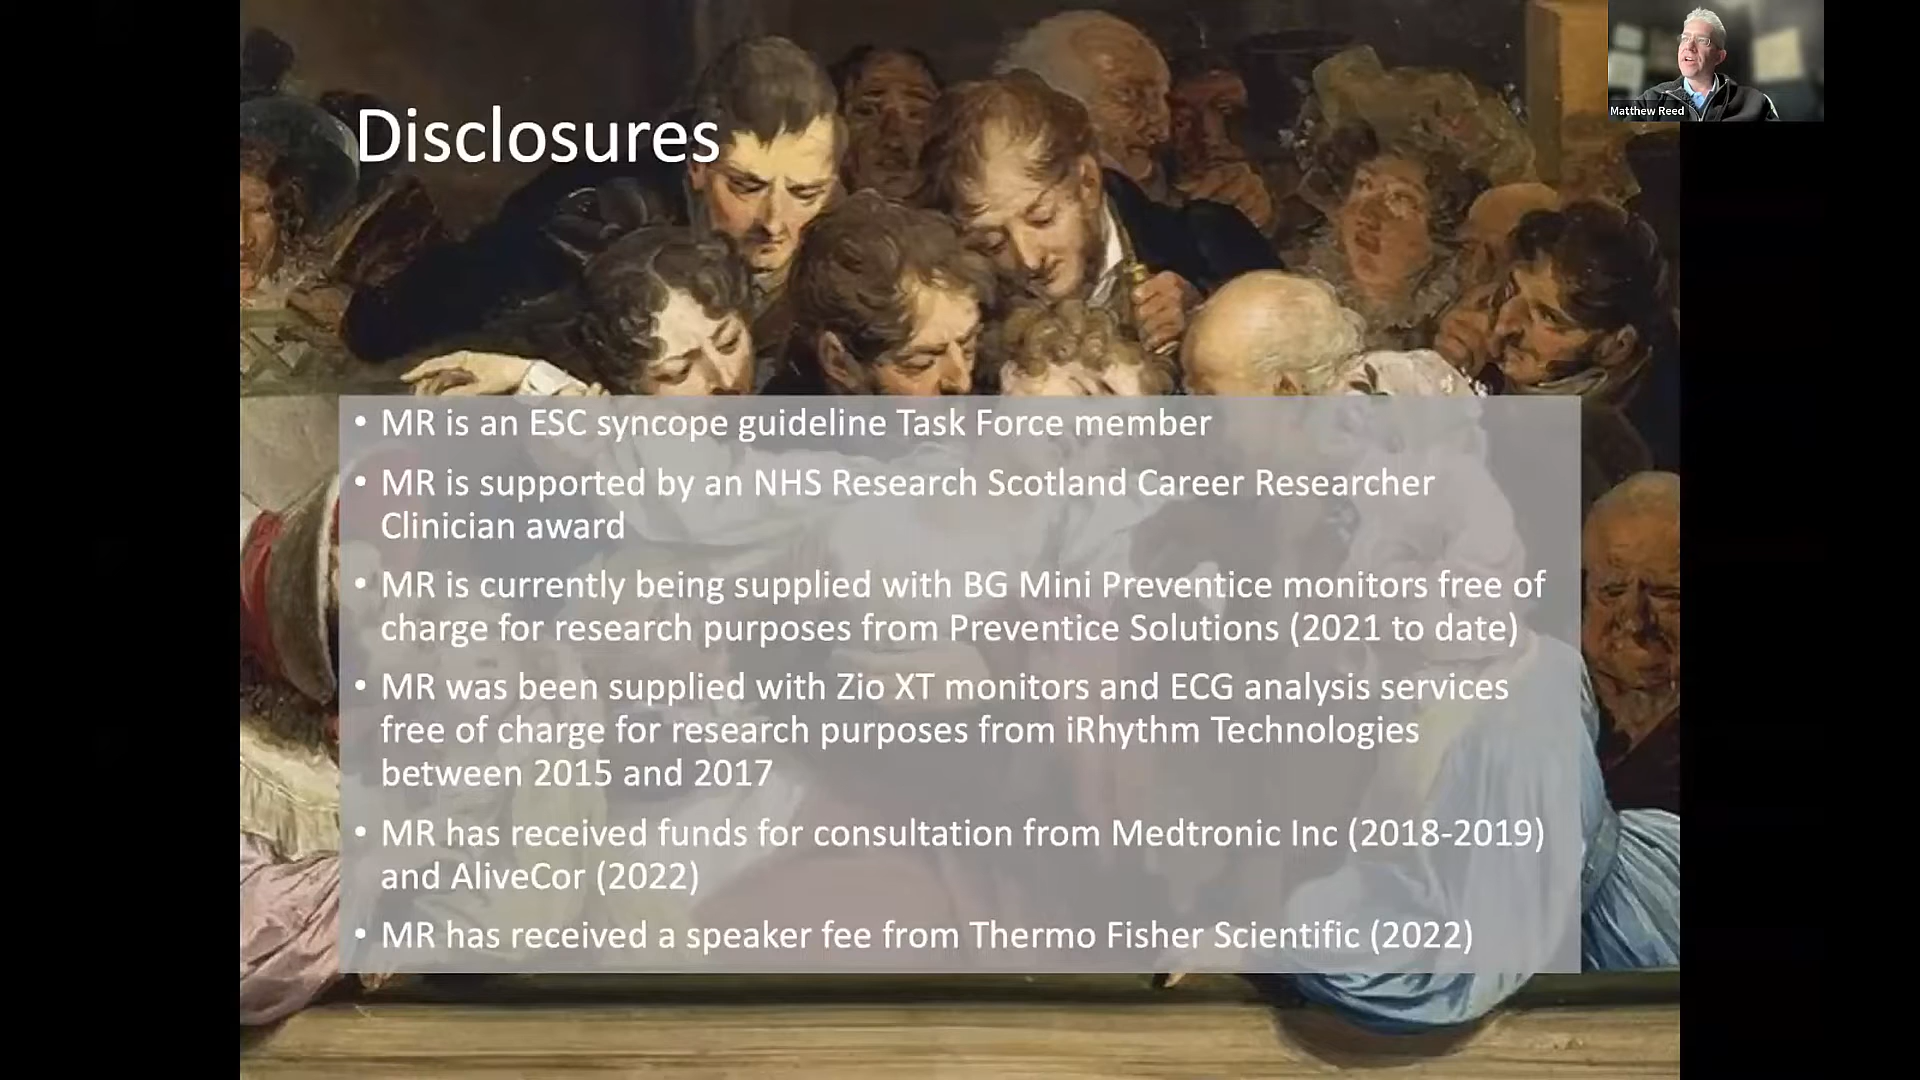 Matthew Reed
Disclosures
• MR is an ESC syncope guideline Task Force member
• MR is supported by an NHS Research Scotland Career Researcher
Clinician award
• MR is currently being supplied with BG Mini Preventice monitors free of
charge for research purposes from Preventice Solutions (2021 to date)
• MR was been supplied with Zio XT monitors and ECG analysis services
free of charge for research purposes from iRhythm Technologies
between 2015 and 2017
• MR has received funds for consultation from Medtronic Inc (2018-2019)
and AliveCor (2022)
• MR has received a speaker fee from Thermo Fisher Scientific (2022)